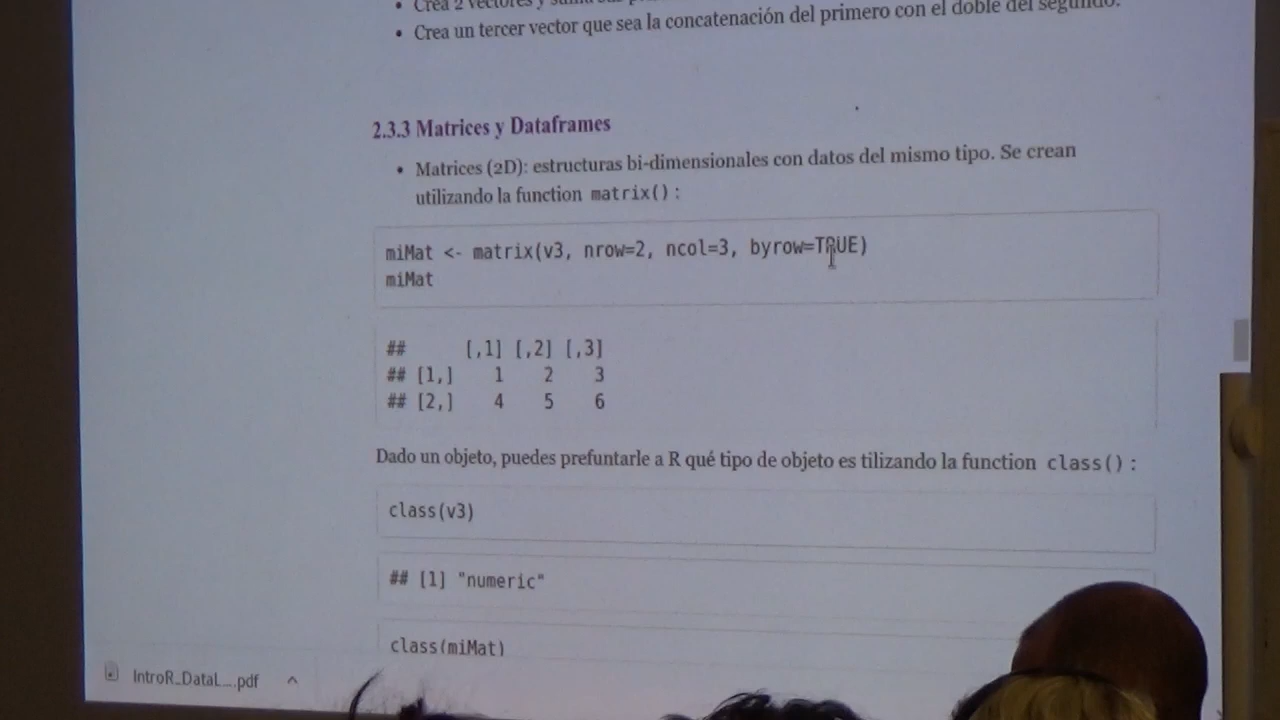 • Crea 2 vectores y suma
• Crea un tercer vector que sea la concatenación del primero con el doble del segundo.
2.3.3 Matrices y Dataframes
• Matrices (2D): estructuras bi-dimensionales con datos del mismo tipo. Se crean
utilizando la function matrix() :
miMat <- matrix(v3, nrow=2, ncol=3, byrow=TRUE)
miMat
## [,1] [,2] [,3]
## [1,] 1 2 3
## [2,] 4 5 6
Dado un objeto, puedes prefuntarle a R qué tipo de objeto es tilizando la function class() :
class(v3)
## [1] "numeric"
class(miMat)
IntroR_DataL....pdf